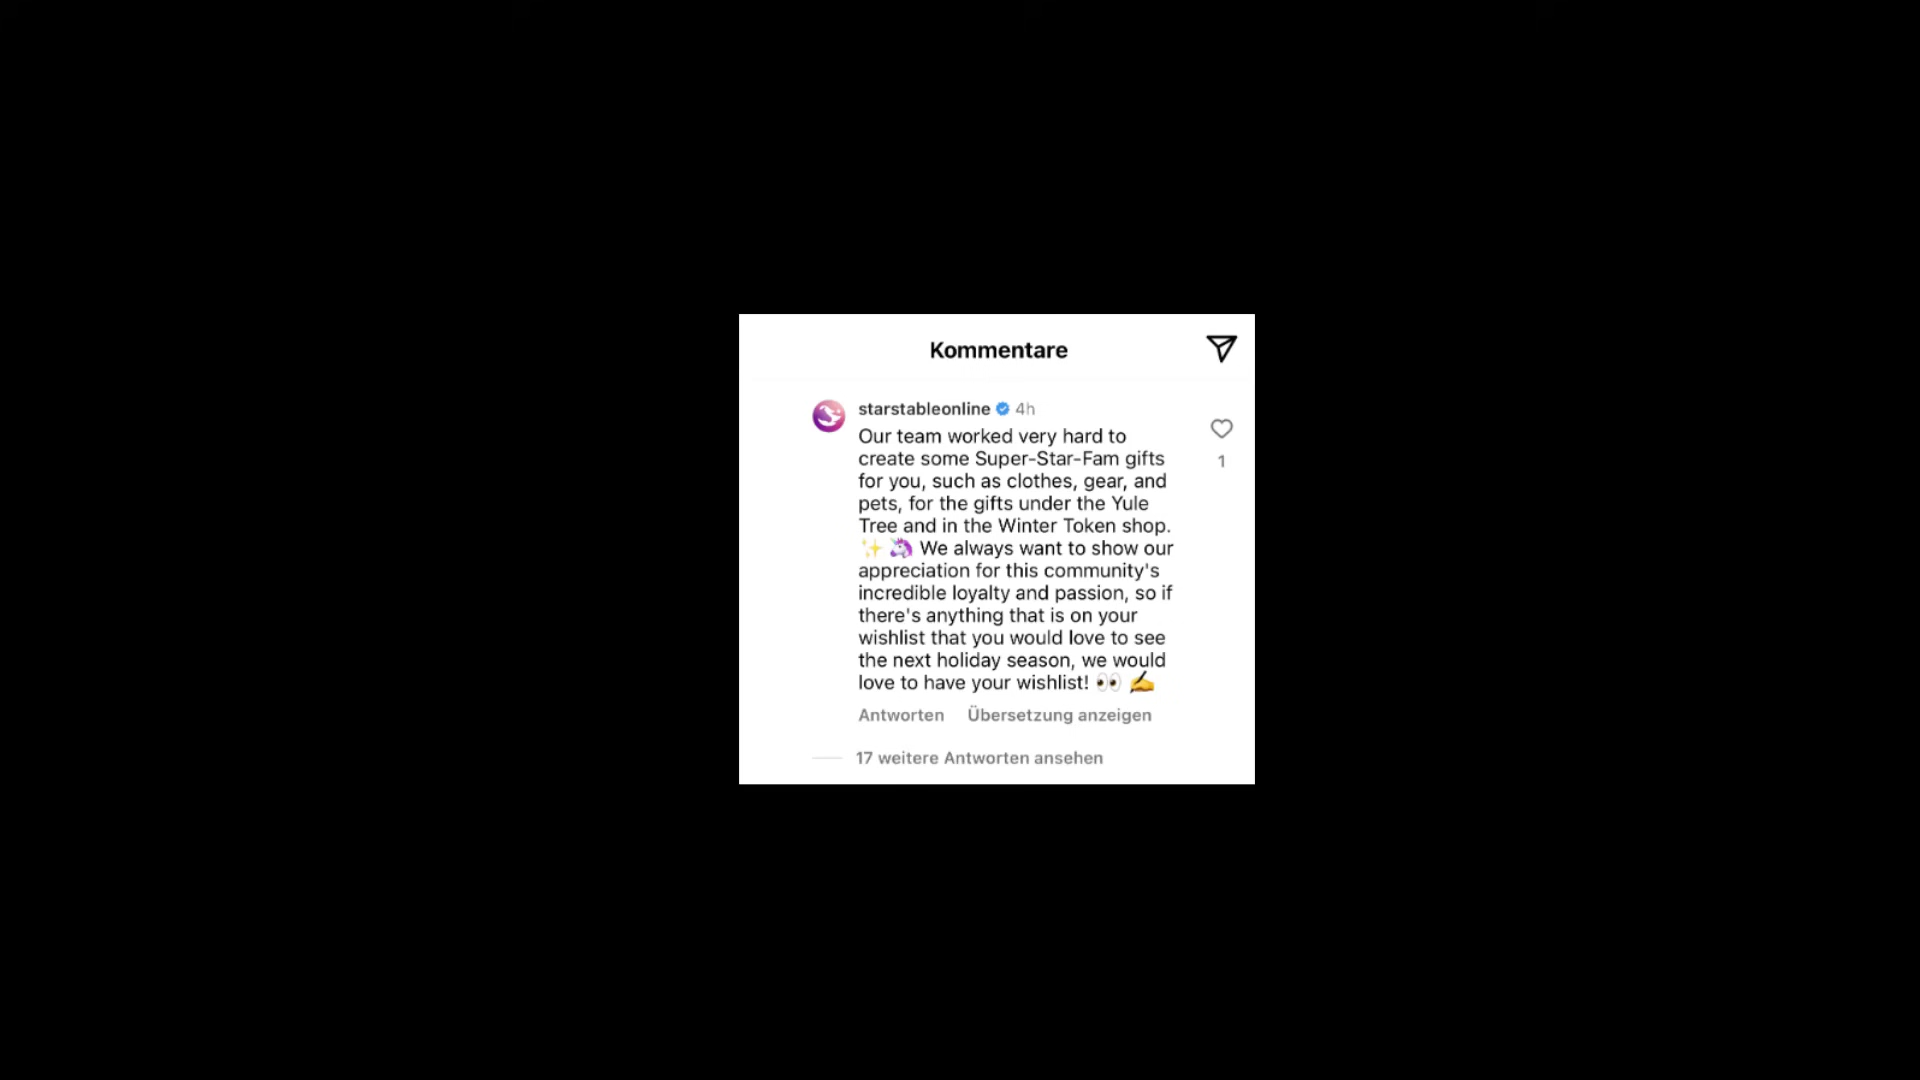 Kommentare
starstableonline 4h
Our team worked very hard to
create some Super-Star-Fam gifts
for you, such as clothes, gear, and
pets, for the gifts under the Yule
Tree and in the Winter Token shop.
✨ 🦄 We always want to show our
appreciation for this community's
incredible loyalty and passion, so if
there's anything that is on your
wishlist that you would love to see
the next holiday season, we would
love to have your wishlist! 👀 ✍️
1
Antworten Übersetzung anzeigen
17 weitere Antworten ansehen